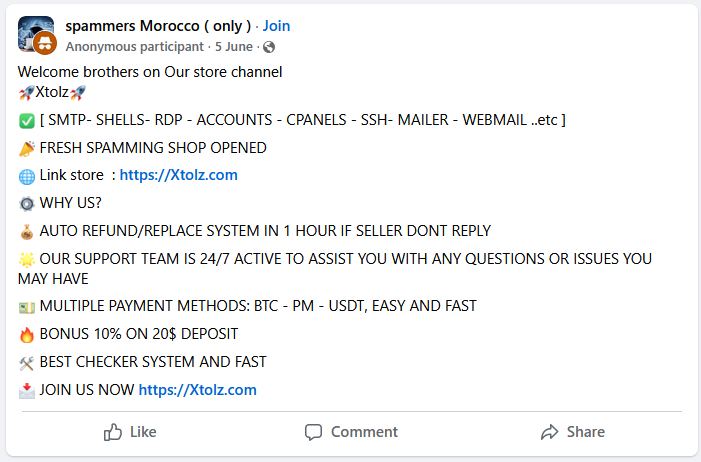 spammers Morocco ( only ) · Join
Anonymous participant · 5 June ·
Welcome brothers on Our store channel
🚀Xtolz🚀
✅ [ SMTP- SHELLS- RDP - ACCOUNTS - CPANELS - SSH- MAILER - WEBMAIL ..etc ]
📣 FRESH SPAMMING SHOP OPENED
🌐 Link store : https://Xtolz.com
⚙️ WHY US?
💰 AUTO REFUND/REPLACE SYSTEM IN 1 HOUR IF SELLER DONT REPLY
🌟 OUR SUPPORT TEAM IS 24/7 ACTIVE TO ASSIST YOU WITH ANY QUESTIONS OR ISSUES YOU
MAY HAVE
💵 MULTIPLE PAYMENT METHODS: BTC - PM - USDT, EASY AND FAST
🔥 BONUS 10% ON 20$ DEPOSIT
🛠️ BEST CHECKER SYSTEM AND FAST
📩 JOIN US NOW https://Xtolz.com
Like
Comment
Share